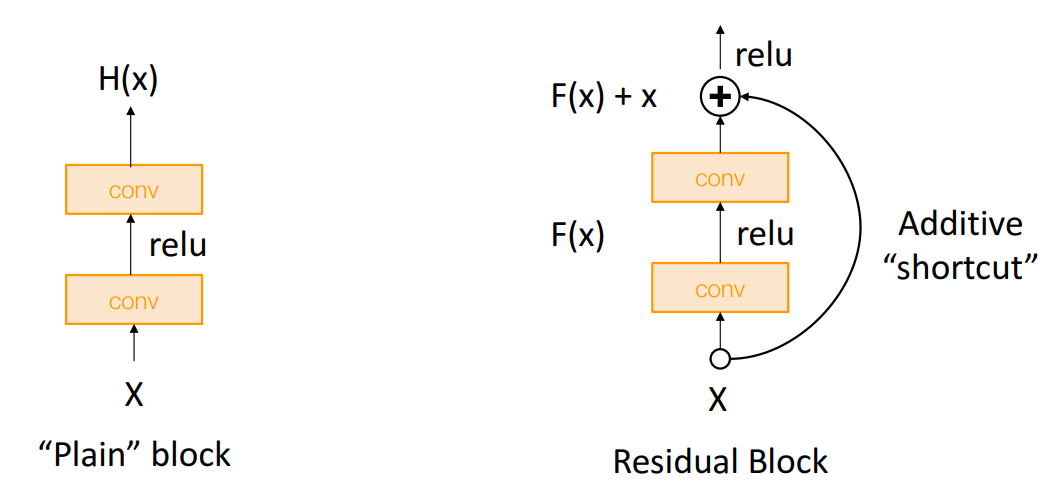 H(x)
conv
relu
conv
X
“Plain” block
relu
F(x) + x
conv
F(x)
relu
conv
X
Additive
“shortcut”
Residual Block